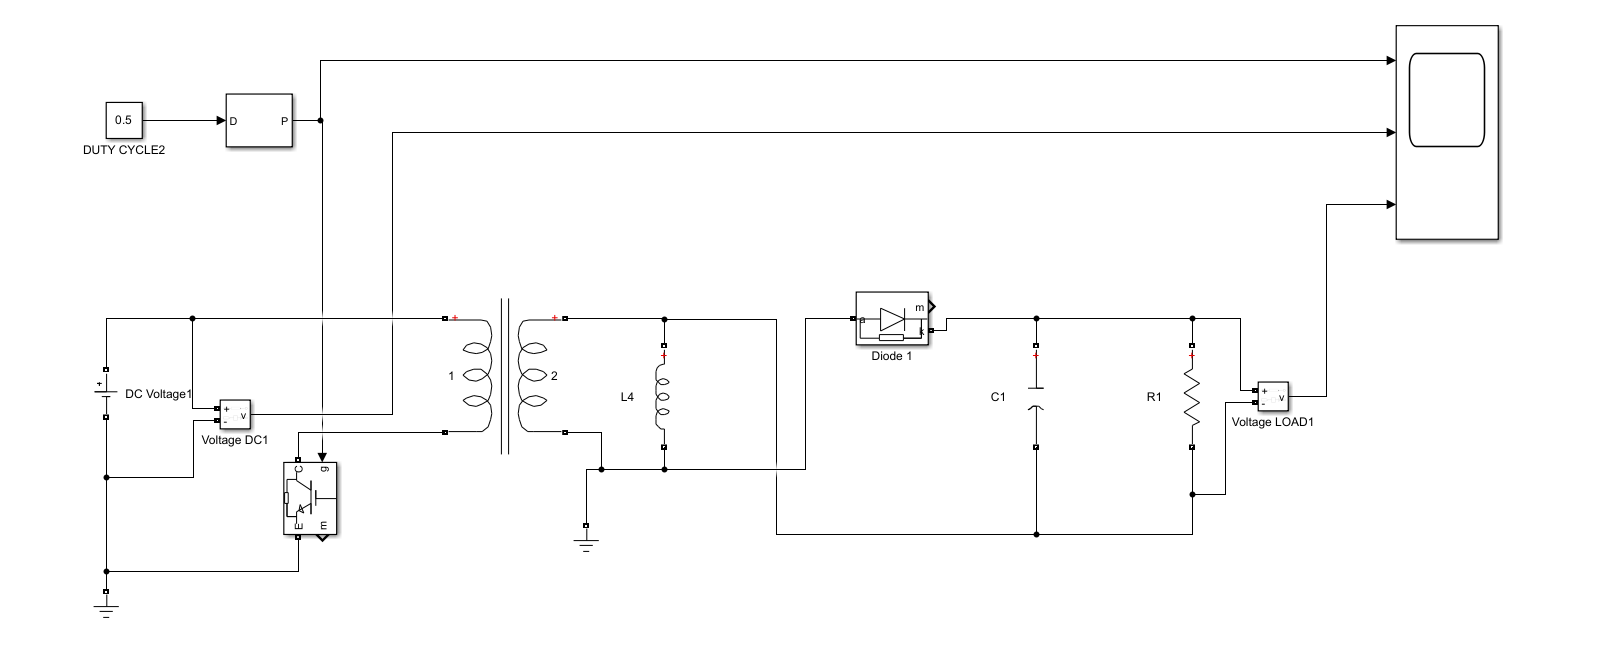 0.5
D
P
DUTY CYCLE2
m
a
k
Diode 1
+
+
1
2
+
DC Voltage1
+
-
v
Voltage DC1
L4
+
C1
+
R1
+
+
-
v
Voltage LOAD1
C
g
E
m